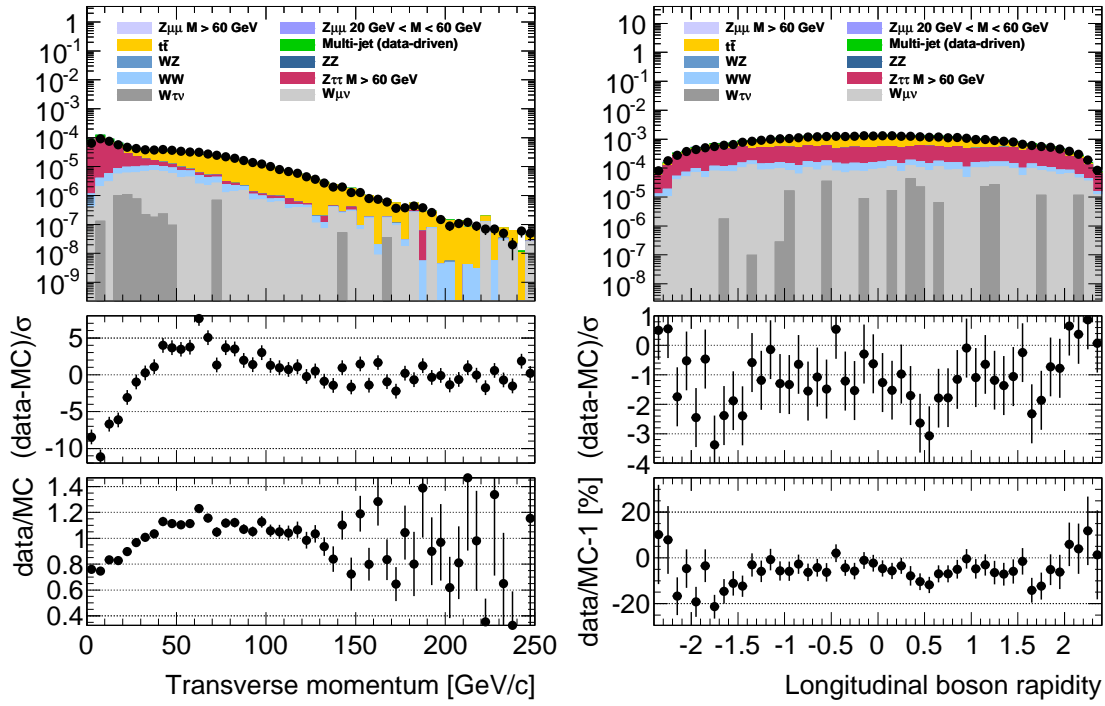 Zμμ M > 60 GeV Zμμ 20 GeV < M < 60 GeV
tt̄ Multi-jet (data-driven)
WZ ZZ
WW Zττ M > 60 GeV
Wτν Wμν
1
10⁻¹
10⁻²
10⁻³
10⁻⁴
10⁻⁵
10⁻⁶
10⁻⁷
10⁻⁸
10⁻⁹
(data-MC)/σ
5
0
-5
-10
data/MC
1.4
1.2
1
0.8
0.6
0.4
0 50 100 150 200 250
Transverse momentum [GeV/c]
Zμμ M > 60 GeV Zμμ 20 GeV < M < 60 GeV
tt̄ Multi-jet (data-driven)
WZ ZZ
WW Zττ M > 60 GeV
Wτν Wμν
10³
10²
10
1
10⁻¹
10⁻²
10⁻³
10⁻⁴
10⁻⁵
10⁻⁶
10⁻⁷
10⁻⁸
(data-MC)/σ
1
0
-1
-2
-3
-4
data/MC-1 [%]
20
0
-20
-2 -1.5 -1 -0.5 0 0.5 1 1.5 2
Longitudinal boson rapidity